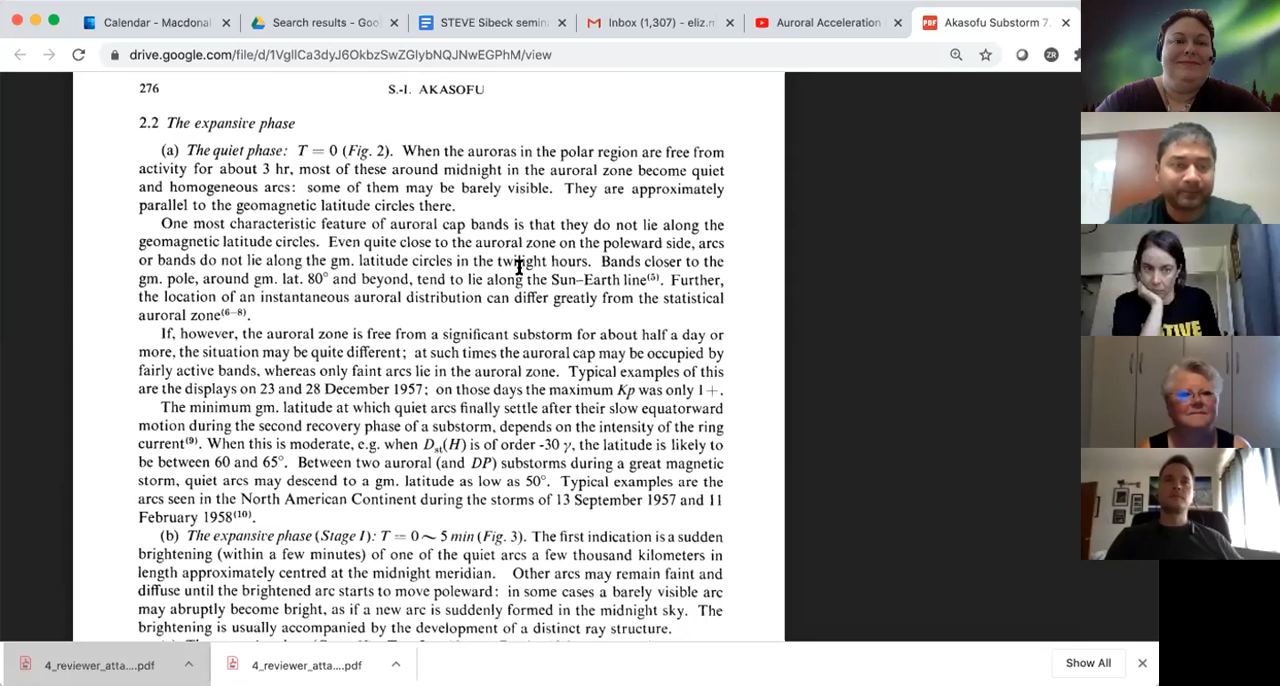 Calendar - Macdonal
Search results - Goo
STEVE Sibeck semin
Inbox (1,307) - eliz.m
Auroral Acceleration
Akasofu Substorm 7.
drive.google.com/file/d/1VgllCa3dyJ6OkbzSwZGlybNQJNwEGPhM/view
ZR
276 S.-I. AKASOFU
2.2 The expansive phase
(a) The quiet phase: T = 0 (Fig. 2). When the auroras in the polar region are free from
activity for about 3 hr, most of these around midnight in the auroral zone become quiet
and homogeneous arcs: some of them may be barely visible. They are approximately
parallel to the geomagnetic latitude circles there.
One most characteristic feature of auroral cap bands is that they do not lie along the
geomagnetic latitude circles. Even quite close to the auroral zone on the poleward side, arcs
or bands do not lie along the gm. latitude circles in the twilight hours. Bands closer to the
gm. pole, around gm. lat. 80° and beyond, tend to lie along the Sun–Earth line(5). Further,
the location of an instantaneous auroral distribution can differ greatly from the statistical
auroral zone(6–8).
If, however, the auroral zone is free from a significant substorm for about half a day or
more, the situation may be quite different; at such times the auroral cap may be occupied by
fairly active bands, whereas only faint arcs lie in the auroral zone. Typical examples of this
are the displays on 23 and 28 December 1957; on those days the maximum Kp was only 1+.
The minimum gm. latitude at which quiet arcs finally settle after their slow equatorward
motion during the second recovery phase of a substorm, depends on the intensity of the ring
current(9). When this is moderate, e.g. when Dst(H) is of order -30 γ, the latitude is likely to
be between 60 and 65°. Between two auroral (and DP) substorms during a great magnetic
storm, quiet arcs may descend to a gm. latitude as low as 50°. Typical examples are the
arcs seen in the North American Continent during the storms of 13 September 1957 and 11
February 1958(10).
(b) The expansive phase (Stage I): T = 0 ~ 5 min (Fig. 3). The first indication is a sudden
brightening (within a few minutes) of one of the quiet arcs a few thousand kilometers in
length approximately centred at the midnight meridian. Other arcs may remain faint and
diffuse until the brightened arc starts to move poleward: in some cases a barely visible arc
may abruptly become bright, as if a new arc is suddenly formed in the midnight sky. The
brightening is usually accompanied by the development of a distinct ray structure.
4_reviewer_atta....pdf
4_reviewer_atta....pdf
Show All